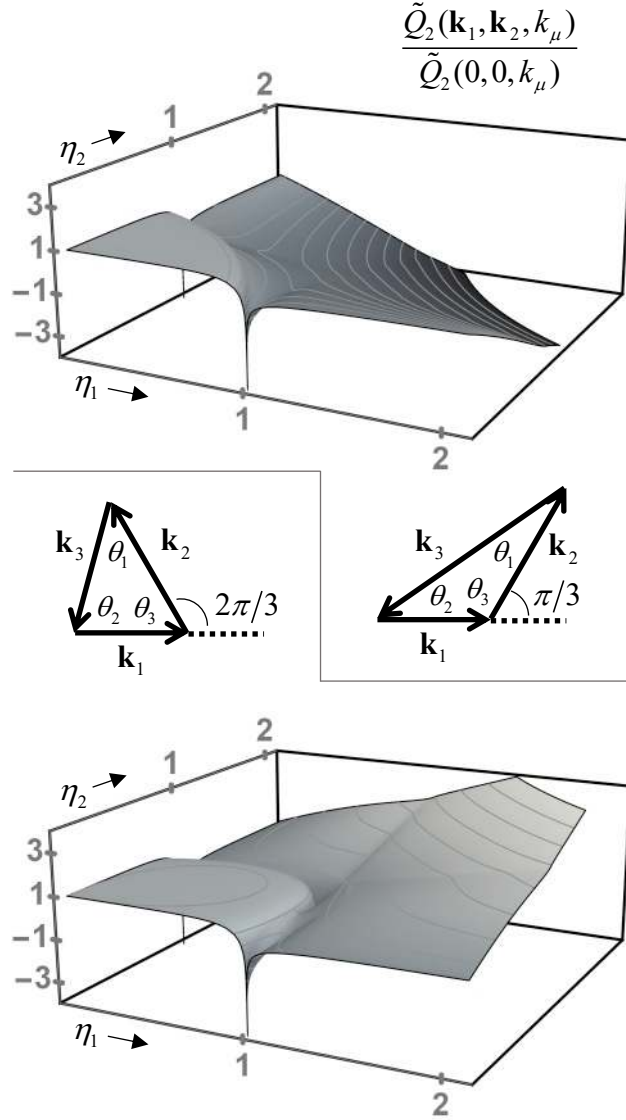 Q̃₂(𝐤₁, 𝐤₂, k_μ)
Q̃₂(0,0,k_μ)
2
1
η₂ →
3
1
−1
−3
η₁ →
1
2
𝐤₃ θ₁ 𝐤₂
θ₂ θ₃ 2π/3
𝐤₁
𝐤₃ θ₁ 𝐤₂
θ₂ θ₃ π/3
𝐤₁
2
1
η₂ →
3
1
−1
−3
η₁ →
1
2